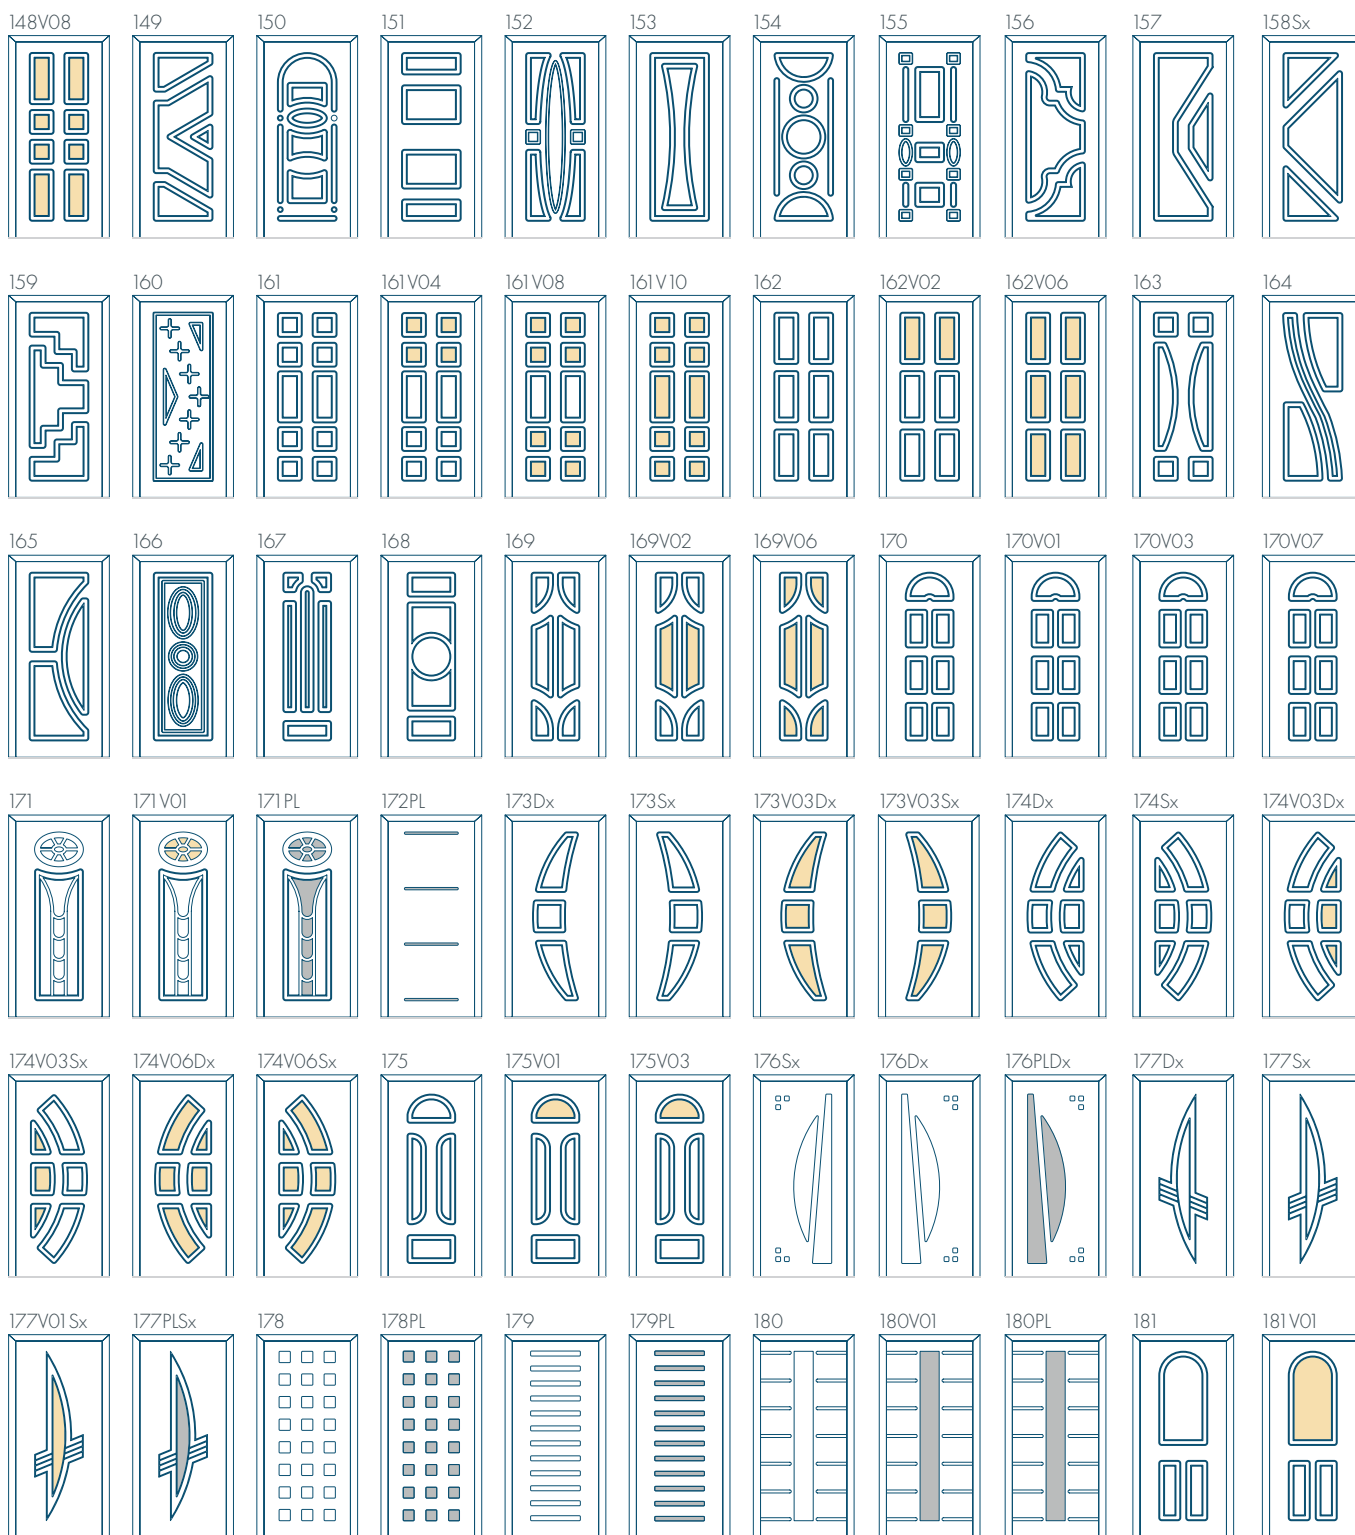 148V08 149 150 151 152 153 154 155 156 157 158Sx
159 160 161 161V04 161V08 161V10 162 162V02 162V06 163 164
165 166 167 168 169 169V02 169V06 170 170V01 170V03 170V07
171 171V01 171PL 172PL 173Dx 173Sx 173V03Dx 173V03Sx 174Dx 174Sx 174V03Dx
174V03Sx 174V06Dx 174V06Sx 175 175V01 175V03 176Sx 176Dx 176PLDx 177Dx 177Sx
177V01Sx 177PLSx 178 178PL 179 179PL 180 180V01 180PL 181 181V01